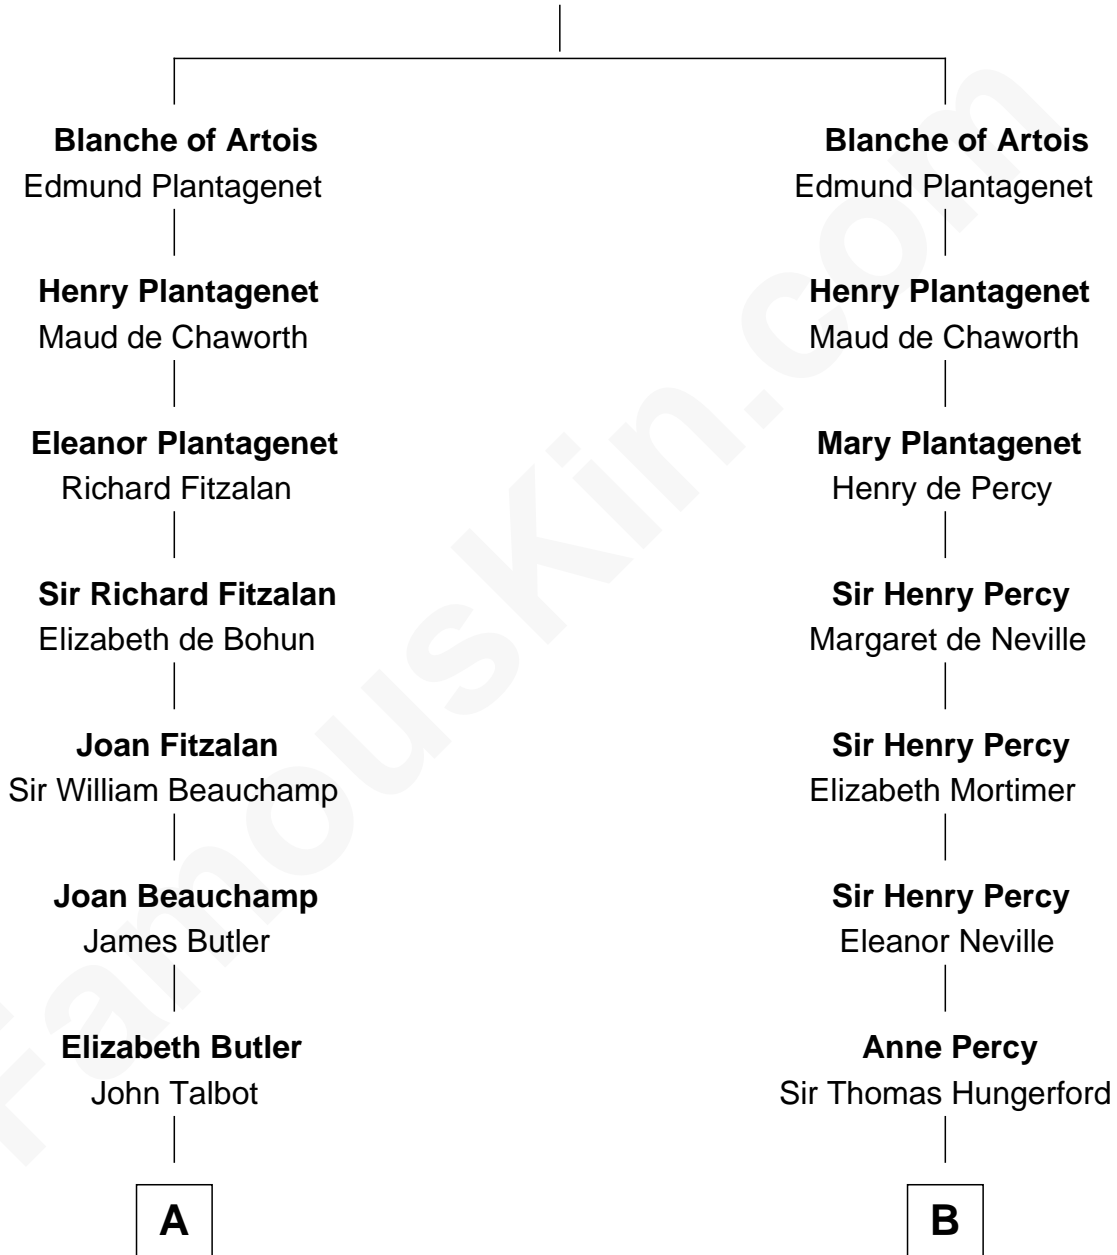 Blanche of Artois
Edmund Plantagenet
Henry Plantagenet
Maud de Chaworth
Eleanor Plantagenet
Richard Fitzalan
Sir Richard Fitzalan
Elizabeth de Bohun
Joan Fitzalan
Sir William Beauchamp
Joan Beauchamp
James Butler
Elizabeth Butler
John Talbot
A
Blanche of Artois
Edmund Plantagenet
Henry Plantagenet
Maud de Chaworth
Mary Plantagenet
Henry de Percy
Sir Henry Percy
Margaret de Neville
Sir Henry Percy
Elizabeth Mortimer
Sir Henry Percy
Eleanor Neville
Anne Percy
Sir Thomas Hungerford
B
FamousKin.com